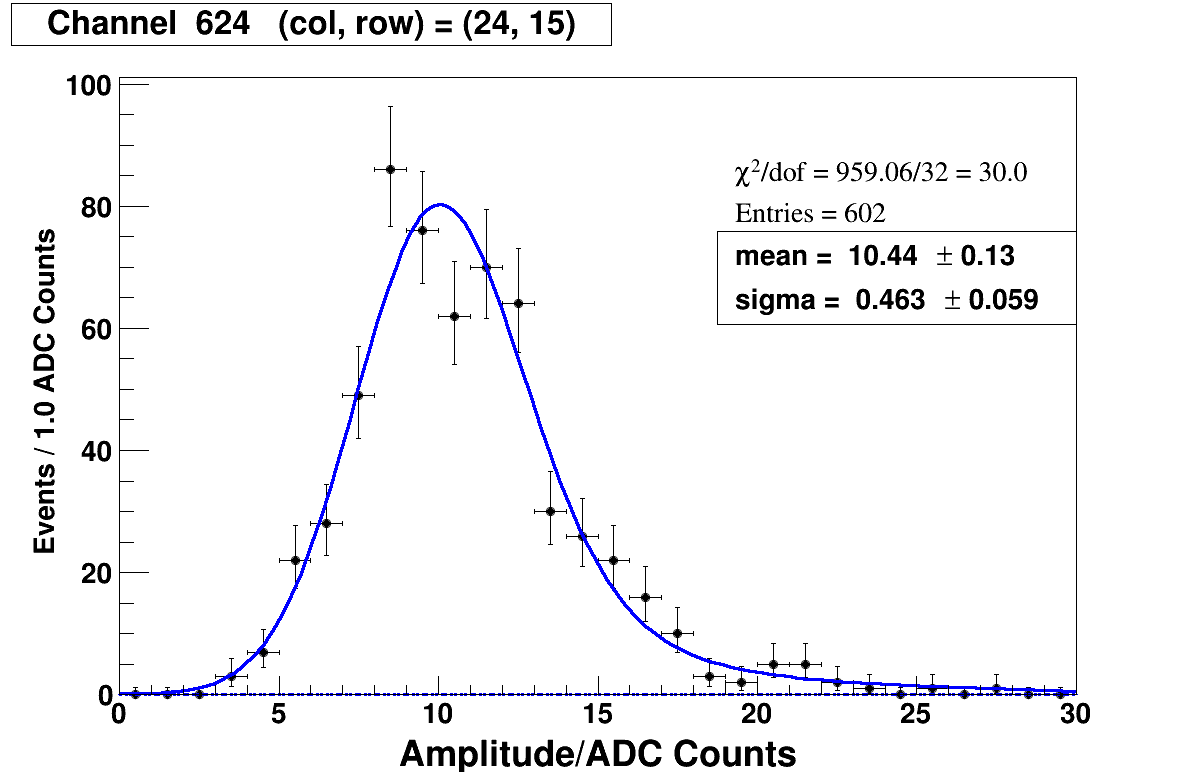 Channel 624 (col, row) = (24, 15)
100
80
60
40
20
0
Events / 1.0 ADC Counts
χ²/dof = 959.06/32 = 30.0
Entries = 602
mean = 10.44 ± 0.13
sigma = 0.463 ± 0.059
0 5 10 15 20 25 30
Amplitude/ADC Counts